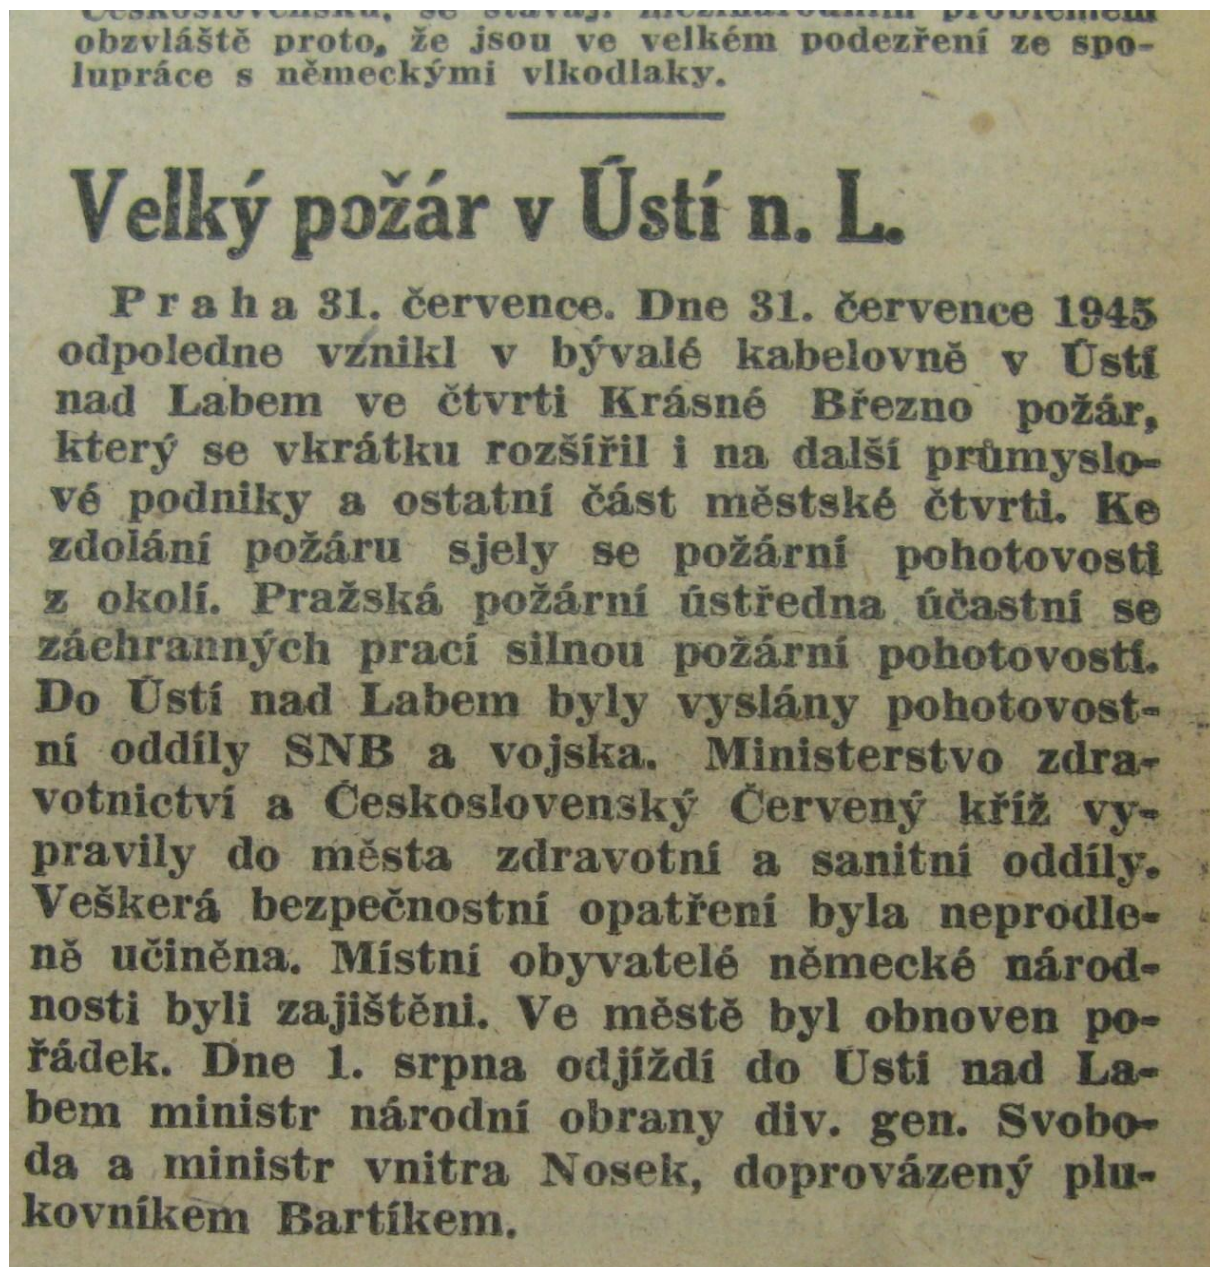 Československu, se stávají mezinárodním problémem
obzvláště proto, že jsou ve velkém podezření ze spo-
lupráce s německými vlkodlaky.
Velký požár v Ústí n. L.
Praha 31. července. Dne 31. července 1945
odpoledne vznikl v bývalé kabelovně v Ústí
nad Labem ve čtvrti Krásné Březno požár,
který se vkrátku rozšířil i na další průmyslo-
vé podniky a ostatní část městské čtvrti. Ke
zdolání požáru sjely se požární pohotovosti
z okolí. Pražská požární ústředna účastní se
záchranných prací silnou požární pohotovostí.
Do Ústí nad Labem byly vyslány pohotovost-
ní oddíly SNB a vojska. Ministerstvo zdra-
votnictví a Československý Červený kříž vy-
pravily do města zdravotní a sanitní oddíly.
Veškerá bezpečnostní opatření byla neprodle-
ně učiněna. Místní obyvatelé německé národ-
nosti byli zajištěni. Ve městě byl obnoven po-
řádek. Dne 1. srpna odjíždí do Ústí nad La-
bem ministr národní obrany div. gen. Svobo-
da a ministr vnitra Nosek, doprovázený plu-
kovníkem Bartíkem.